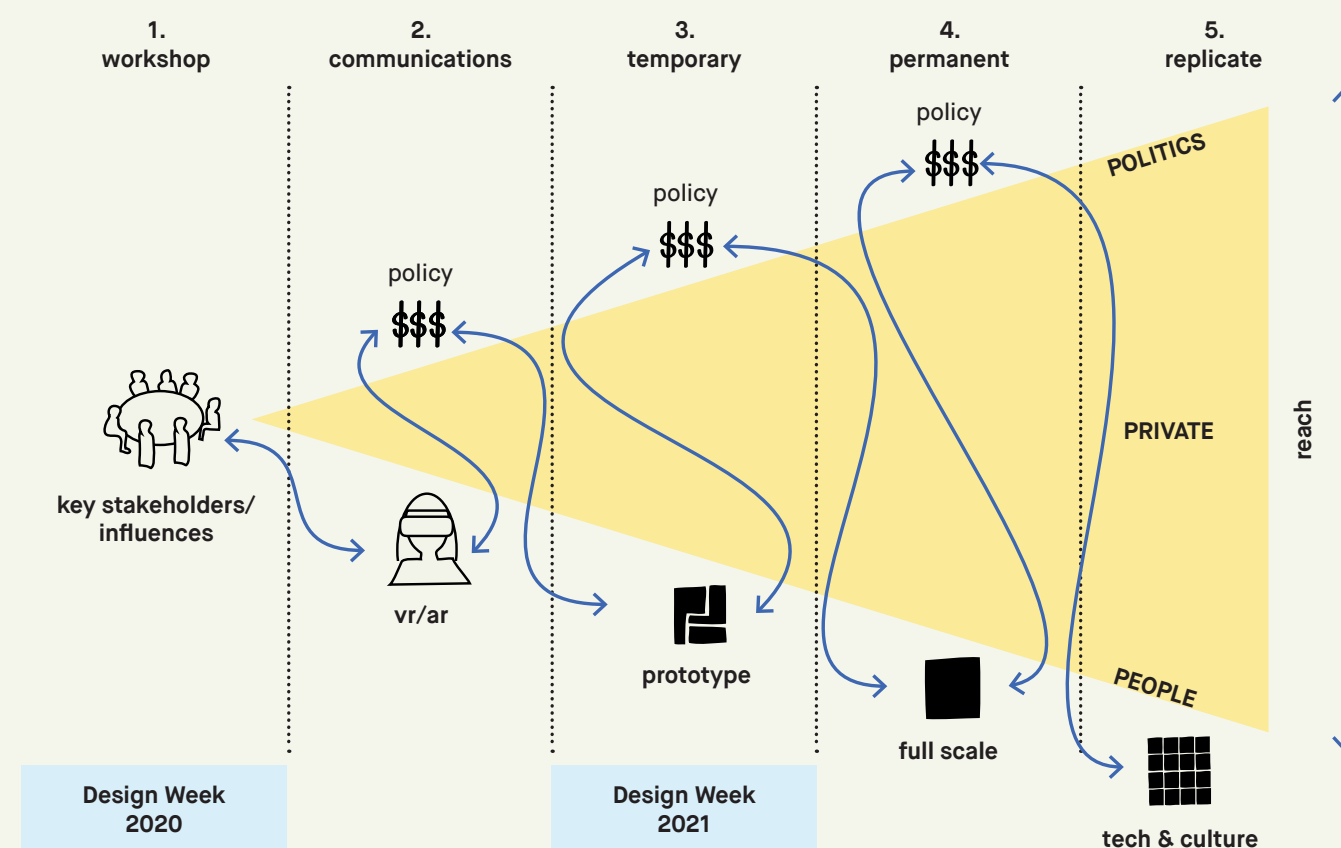 1.
workshop
2.
communications
3.
temporary
4.
permanent
5.
replicate
policy
$$$
policy
$$$
policy
$$$
key stakeholders/
influences
vr/ar
prototype
full scale
tech & culture
POLITICS
PRIVATE
PEOPLE
reach
Design Week
2020
Design Week
2021